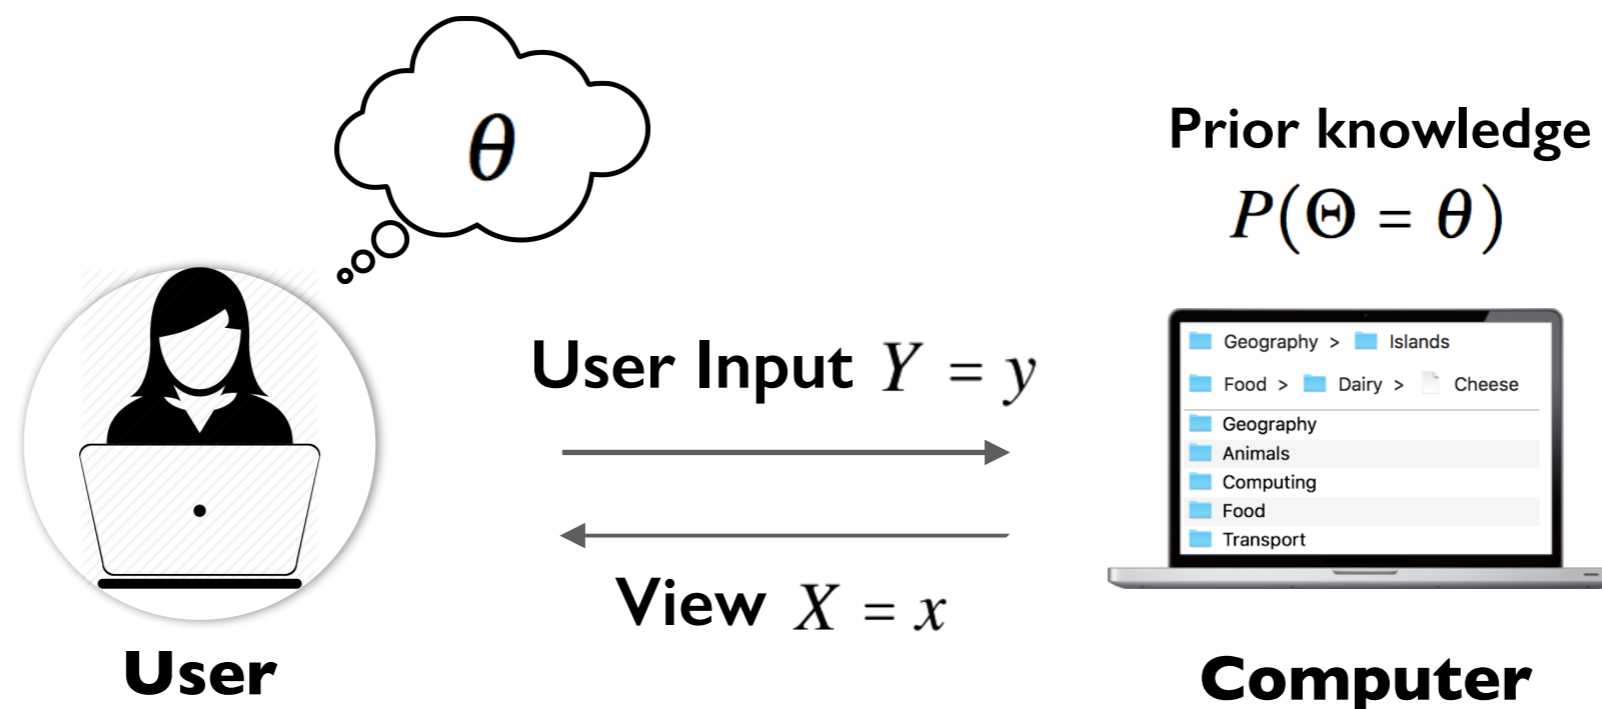 θ
Prior knowledge
P(Θ = θ)
User Input Y = y
View X = x
Geography > Islands
Food > Dairy > Cheese
Geography
Animals
Computing
Food
Transport
User
Computer